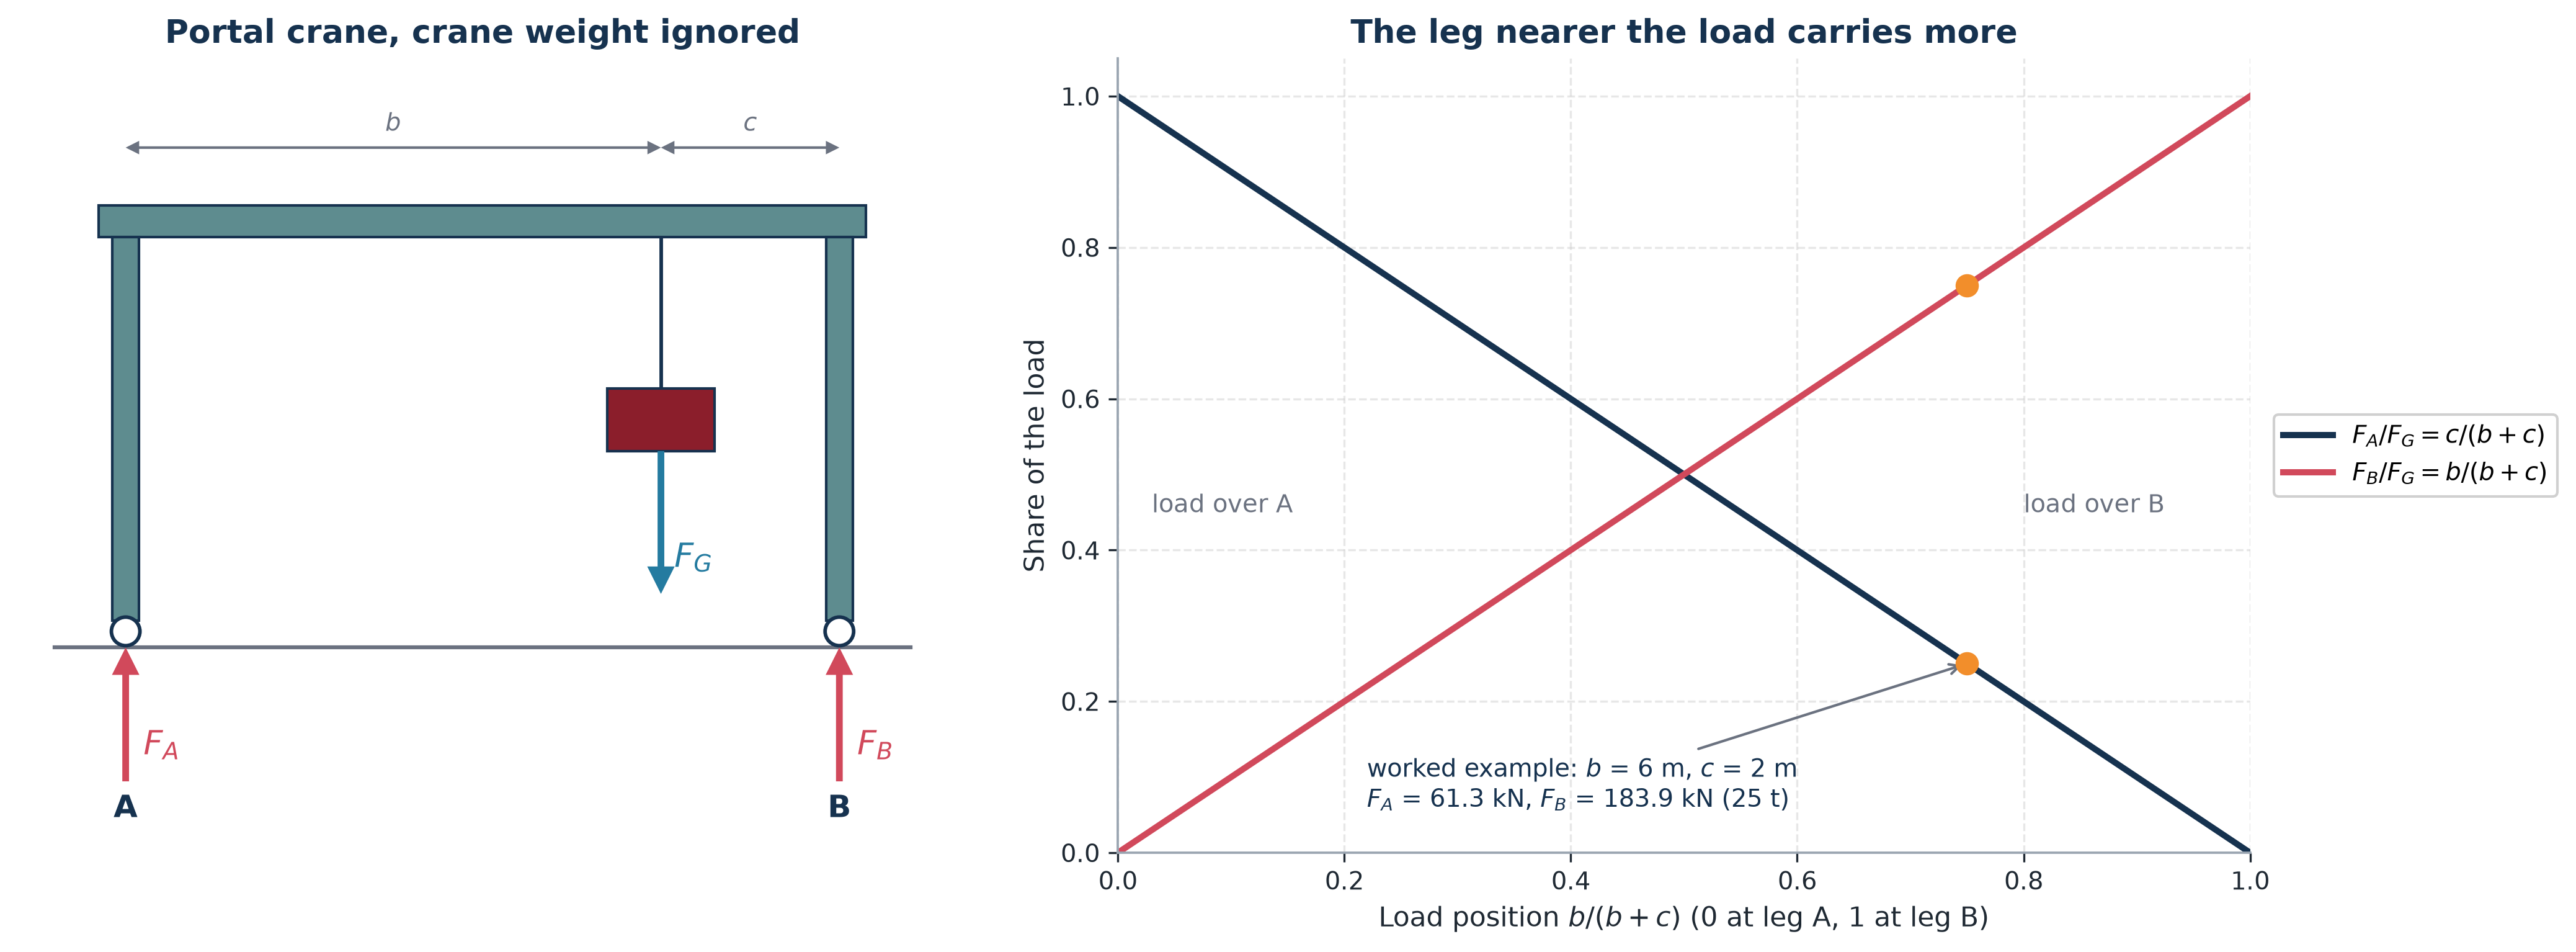 Portal crane, crane weight ignored
b
c
F_G
F_A
F_B
A
B
The leg nearer the load carries more
Share of the load
1.0
0.8
0.6
0.4
0.2
0.0
load over A
load over B
worked example: b = 6 m, c = 2 m
F_A = 61.3 kN, F_B = 183.9 kN (25 t)
0.0 0.2 0.4 0.6 0.8 1.0
Load position b/(b + c) (0 at leg A, 1 at leg B)
F_A/F_G = c/(b + c)
F_B/F_G = b/(b + c)